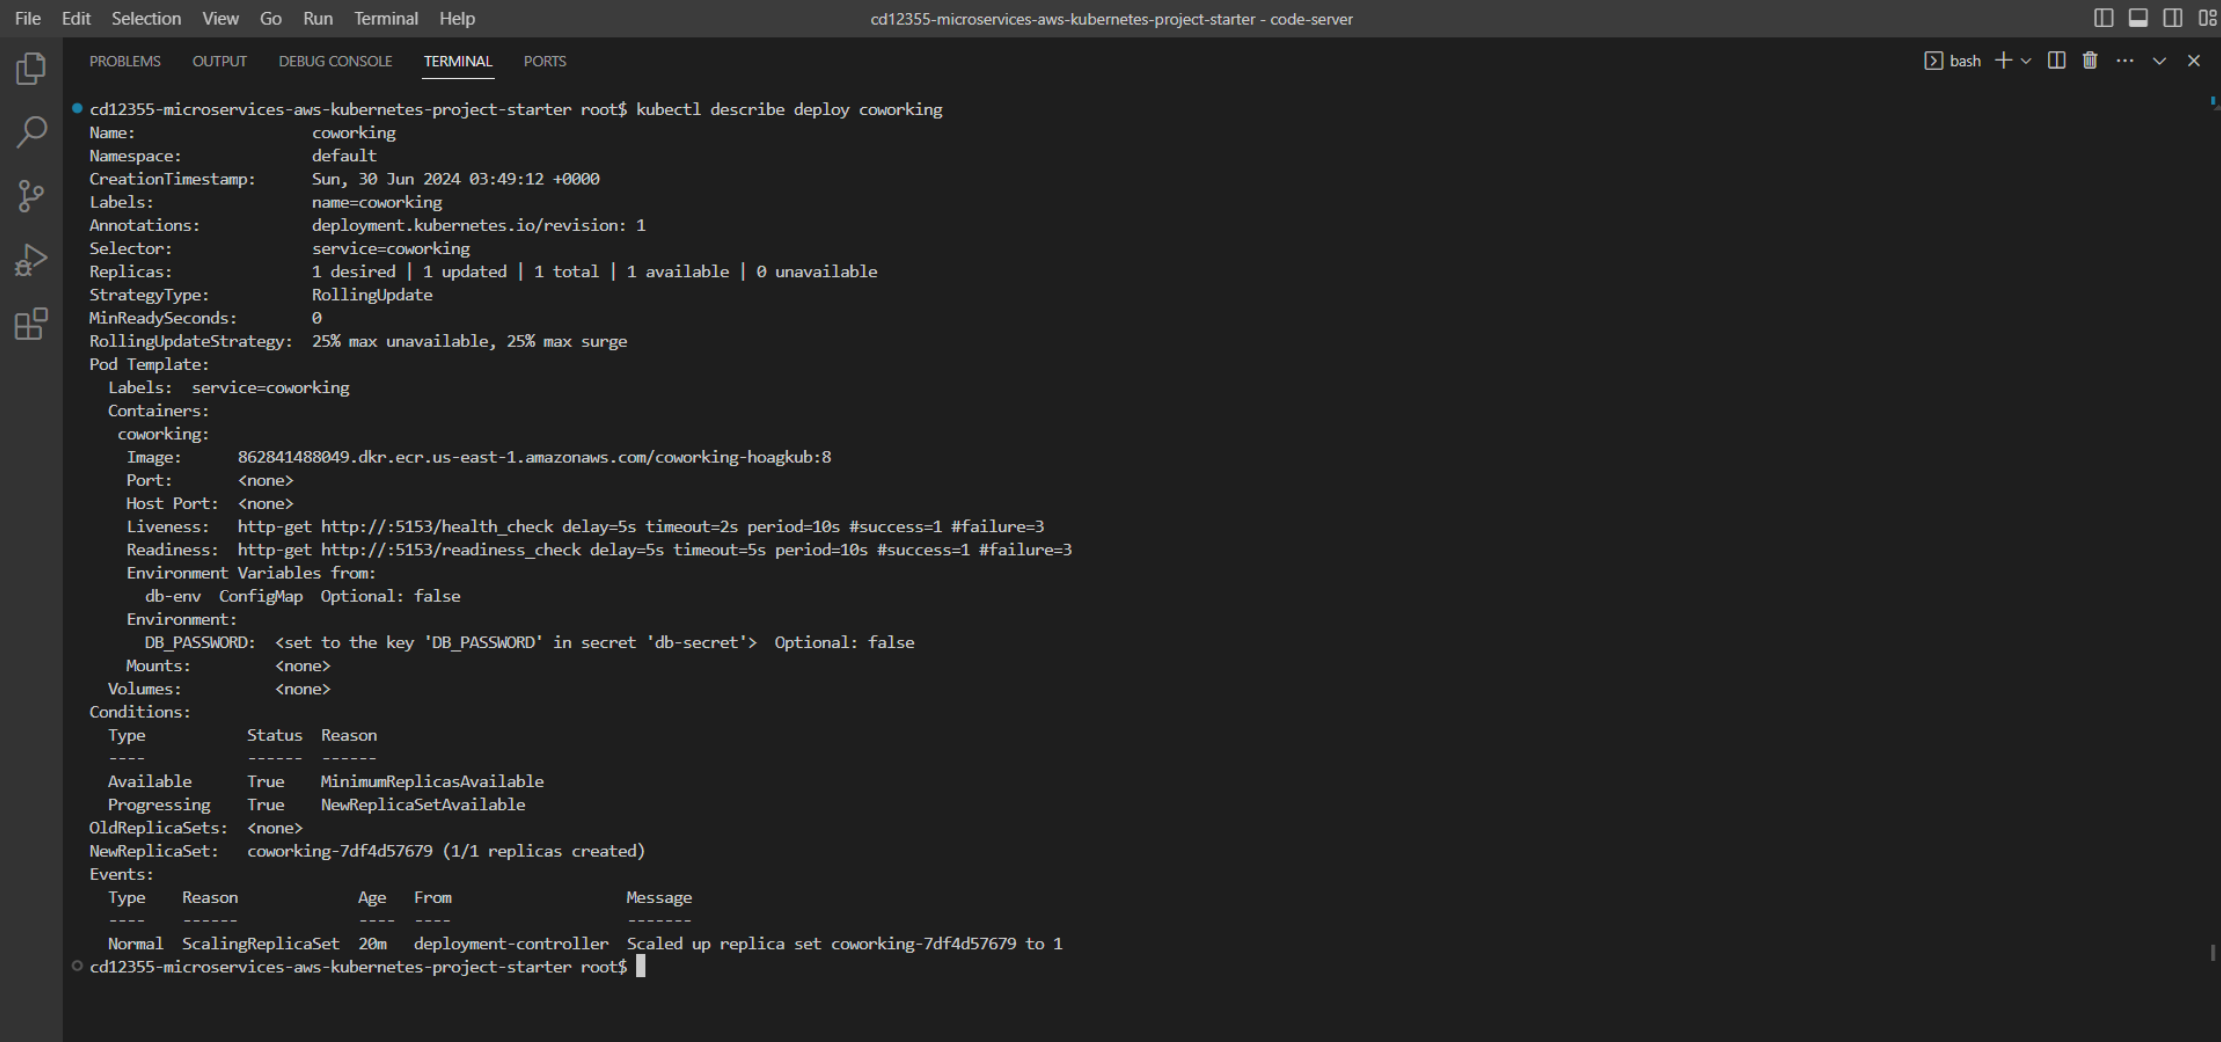 File Edit Selection View Go Run Terminal Help cd12355-microservices-aws-kubernetes-project-starter - code-server
PROBLEMS OUTPUT DEBUG CONSOLE TERMINAL PORTS bash
cd12355-microservices-aws-kubernetes-project-starter root$ kubectl describe deploy coworking
Name:                   coworking
Namespace:              default
CreationTimestamp:      Sun, 30 Jun 2024 03:49:12 +0000
Labels:                 name=coworking
Annotations:            deployment.kubernetes.io/revision: 1
Selector:               service=coworking
Replicas:               1 desired | 1 updated | 1 total | 1 available | 0 unavailable
StrategyType:           RollingUpdate
MinReadySeconds:        0
RollingUpdateStrategy:  25% max unavailable, 25% max surge
Pod Template:
  Labels:  service=coworking
  Containers:
   coworking:
    Image:      862841488049.dkr.ecr.us-east-1.amazonaws.com/coworking-hoagkub:8
    Port:       <none>
    Host Port:  <none>
    Liveness:   http-get http://:5153/health_check delay=5s timeout=2s period=10s #success=1 #failure=3
    Readiness:  http-get http://:5153/readiness_check delay=5s timeout=5s period=10s #success=1 #failure=3
    Environment Variables from:
      db-env  ConfigMap  Optional: false
    Environment:
      DB_PASSWORD:  <set to the key 'DB_PASSWORD' in secret 'db-secret'>  Optional: false
    Mounts:         <none>
  Volumes:          <none>
Conditions:
  Type           Status  Reason
  ----           ------  ------
  Available      True    MinimumReplicasAvailable
  Progressing    True    NewReplicaSetAvailable
OldReplicaSets:  <none>
NewReplicaSet:   coworking-7df4d57679 (1/1 replicas created)
Events:
  Type    Reason             Age   From                   Message
  ----    ------             ----  ----                   -------
  Normal  ScalingReplicaSet  20m   deployment-controller  Scaled up replica set coworking-7df4d57679 to 1
cd12355-microservices-aws-kubernetes-project-starter root$